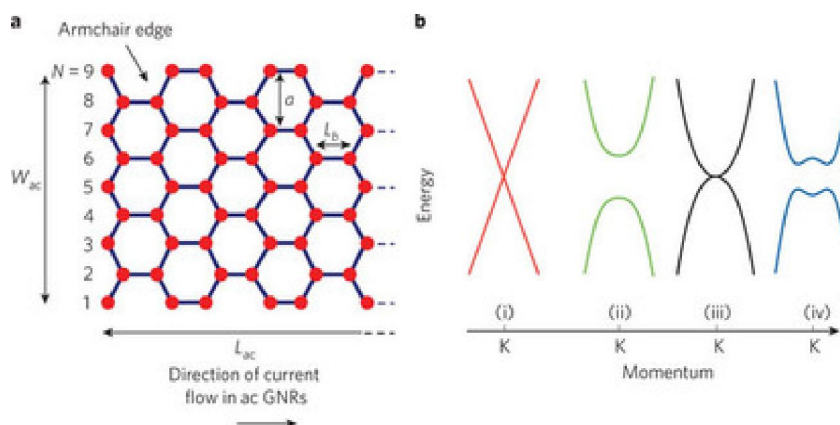 a
Armchair edge
N = 9
8
7
6
5
4
3
2
1
a
L_B
W_ac
L_ac
Direction of current
flow in ac GNRs
b
Energy
(i) (ii) (iii) (iv)
K K K K
Momentum